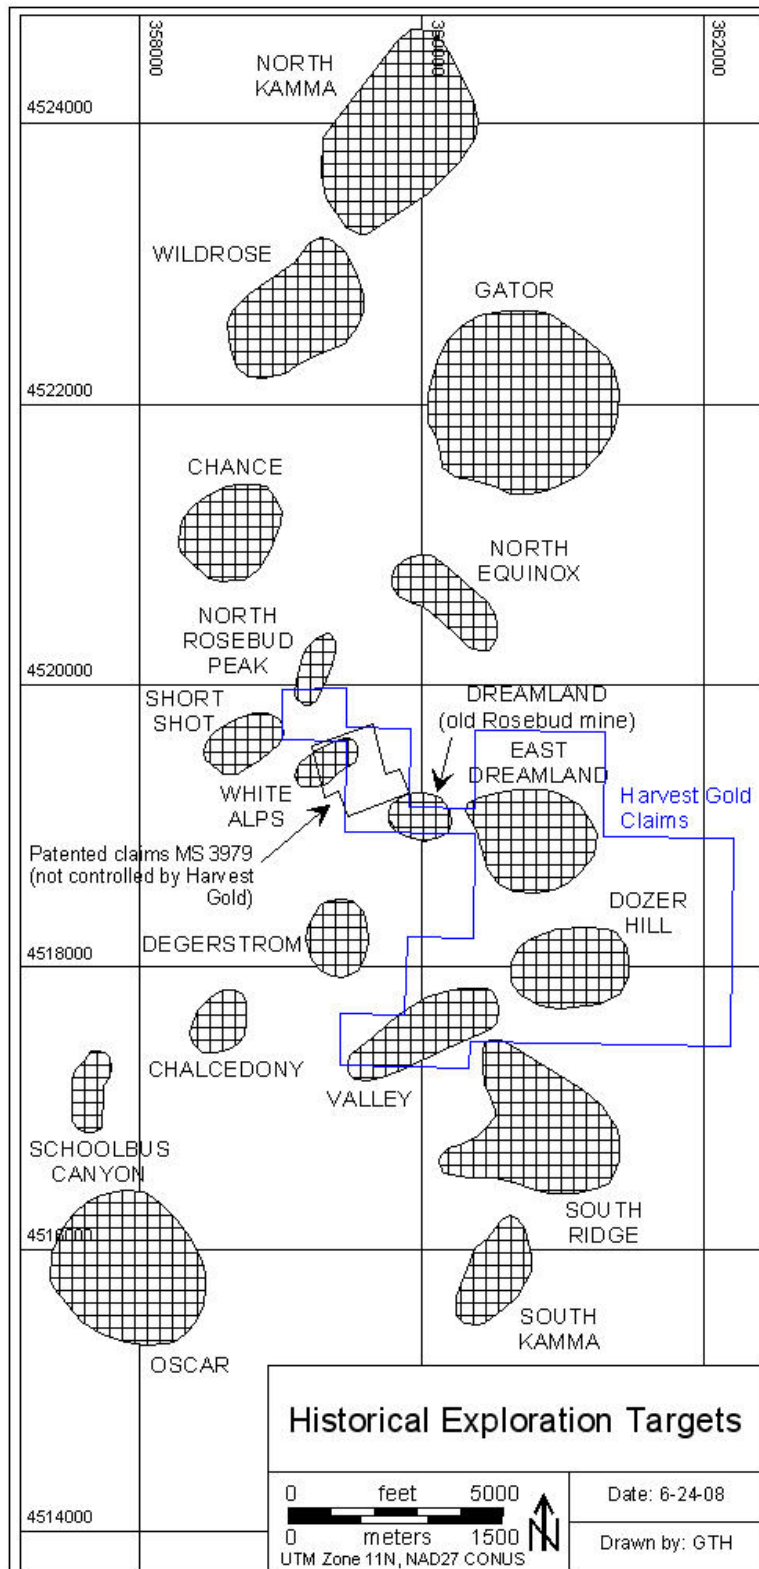 358000
360000
362000
NORTH
KAMMA
4524000
WILDROSE
GATOR
4522000
CHANCE
NORTH
EQUINOX
NORTH
ROSEBUD
PEAK
4520000
DREAMLAND
(old Rosebud mine)
SHORT
SHOT
EAST
DREAMLAND
WHITE
ALPS
Harvest Gold
Claims
Patented claims MS 3979
(not controlled by Harvest
Gold)
DOZER
HILL
DEGERSTROM
4518000
CHALCEDONY
VALLEY
SCHOOLBUS
CANYON
SOUTH
RIDGE
4516000
SOUTH
KAMMA
OSCAR
Historical Exploration Targets
0 feet 5000
0 meters 1500
N
UTM Zone 11N, NAD27 CONUS
Date: 6-24-08
Drawn by: GTH
4514000